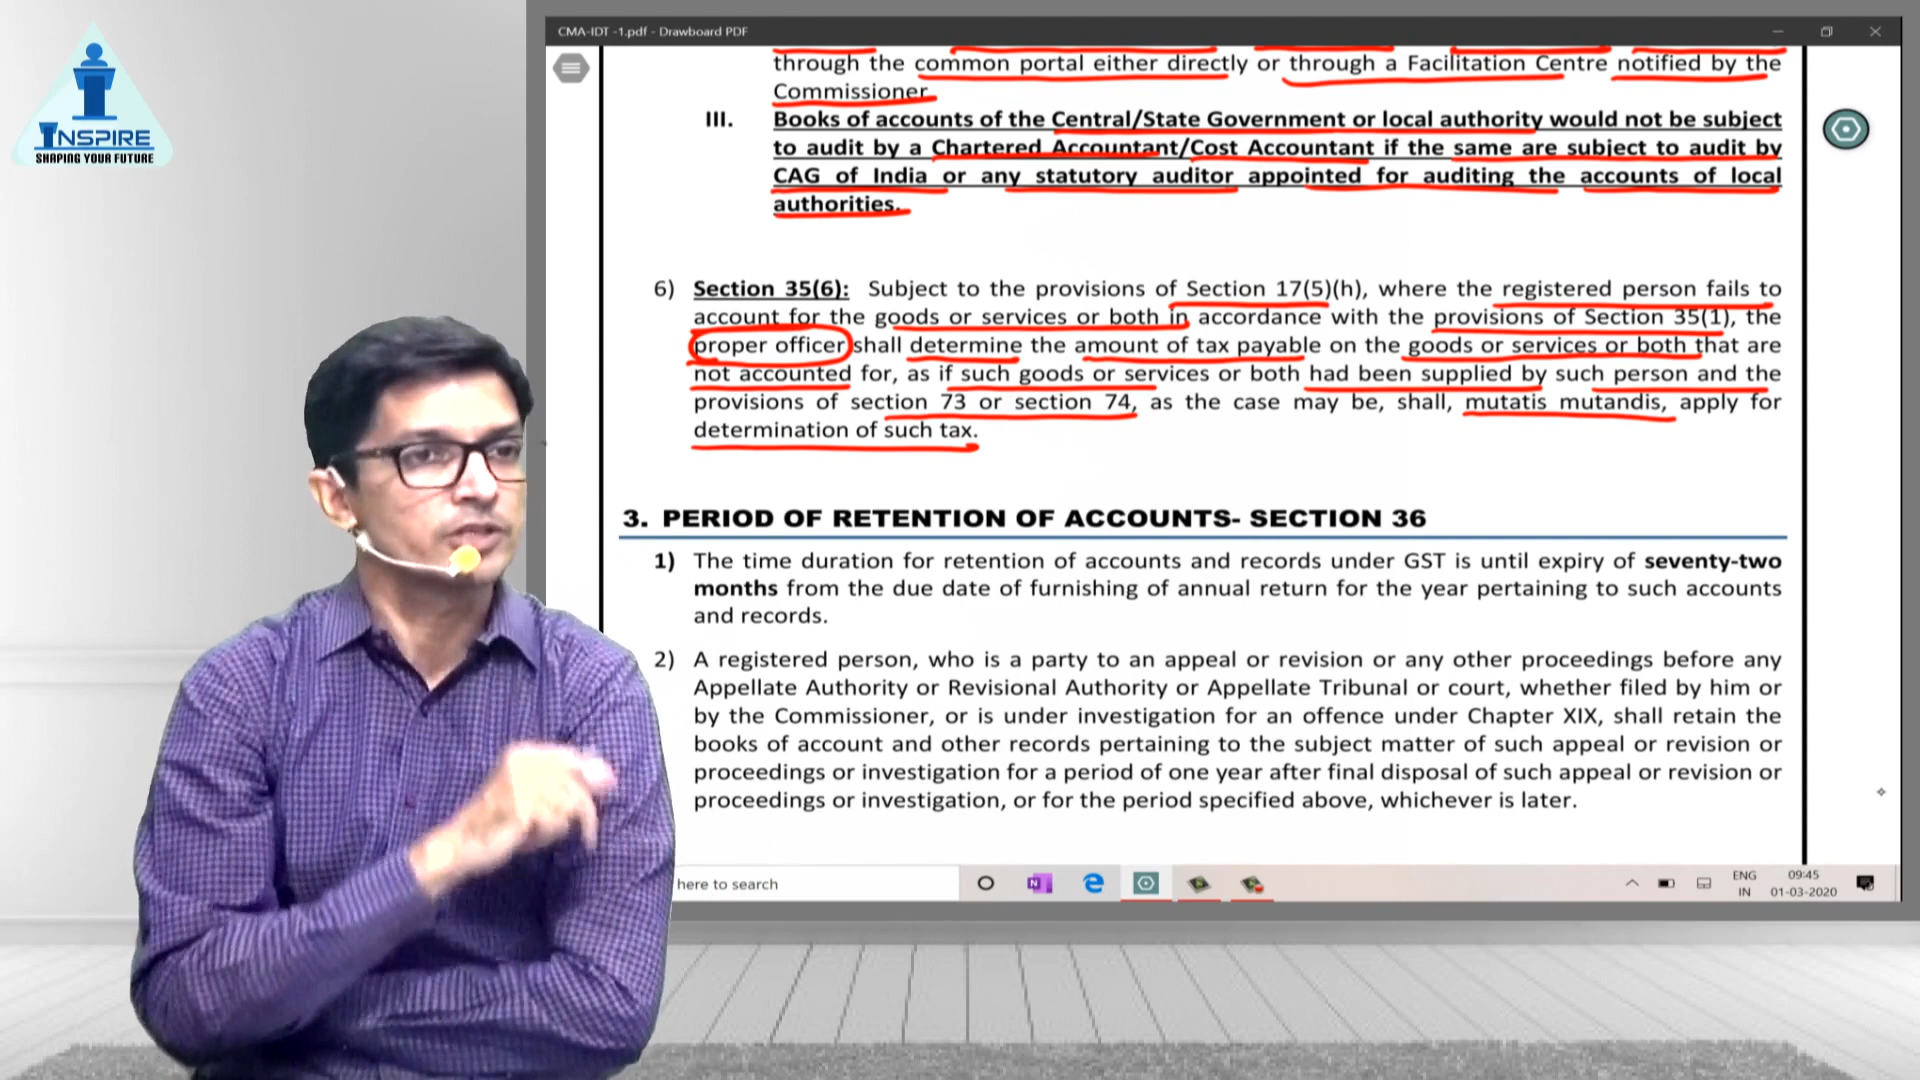 INSPIRE
SHAPING YOUR FUTURE
CMA-IDT -1.pdf - Drawboard PDF
through the common portal either directly or through a Facilitation Centre notified by the
Commissioner
III. Books of accounts of the Central/State Government or local authority would not be subject
to audit by a Chartered Accountant/Cost Accountant if the same are subject to audit by
CAG of India or any statutory auditor appointed for auditing the accounts of local
authorities.
6) Section 35(6): Subject to the provisions of Section 17(5)(h), where the registered person fails to
account for the goods or services or both in accordance with the provisions of Section 35(1), the
proper officer shall determine the amount of tax payable on the goods or services or both that are
not accounted for, as if such goods or services or both had been supplied by such person and the
provisions of section 73 or section 74, as the case may be, shall, mutatis mutandis, apply for
determination of such tax.
3. PERIOD OF RETENTION OF ACCOUNTS- SECTION 36
1) The time duration for retention of accounts and records under GST is until expiry of seventy-two
months from the due date of furnishing of annual return for the year pertaining to such accounts
and records.
2) A registered person, who is a party to an appeal or revision or any other proceedings before any
Appellate Authority or Revisional Authority or Appellate Tribunal or court, whether filed by him or
by the Commissioner, or is under investigation for an offence under Chapter XIX, shall retain the
books of account and other records pertaining to the subject matter of such appeal or revision or
proceedings or investigation for a period of one year after final disposal of such appeal or revision or
proceedings or investigation, or for the period specified above, whichever is later.
here to search
ENG
IN
09:45
01-03-2020